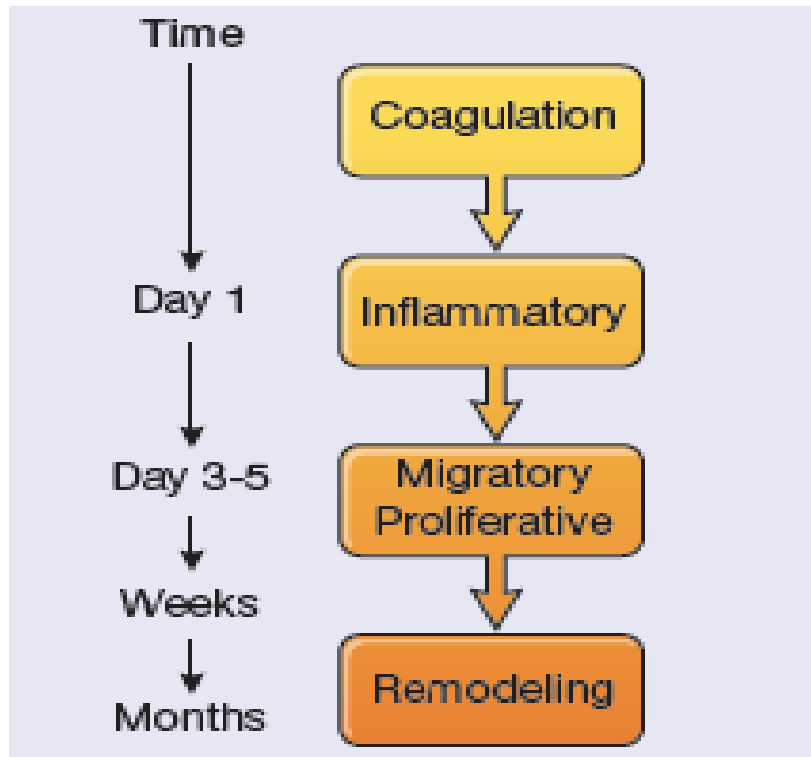 Time
Coagulation
Day 1
Inflammatory
Day 3-5
Migratory
Proliferative
Weeks
Remodeling
Months